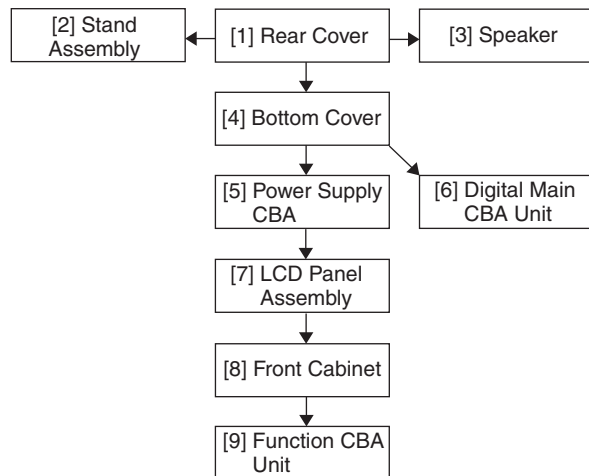 [2] Stand
Assembly
[1] Rear Cover
[3] Speaker
[4] Bottom Cover
[5] Power Supply
CBA
[6] Digital Main
CBA Unit
[7] LCD Panel
Assembly
[8] Front Cabinet
[9] Function CBA
Unit